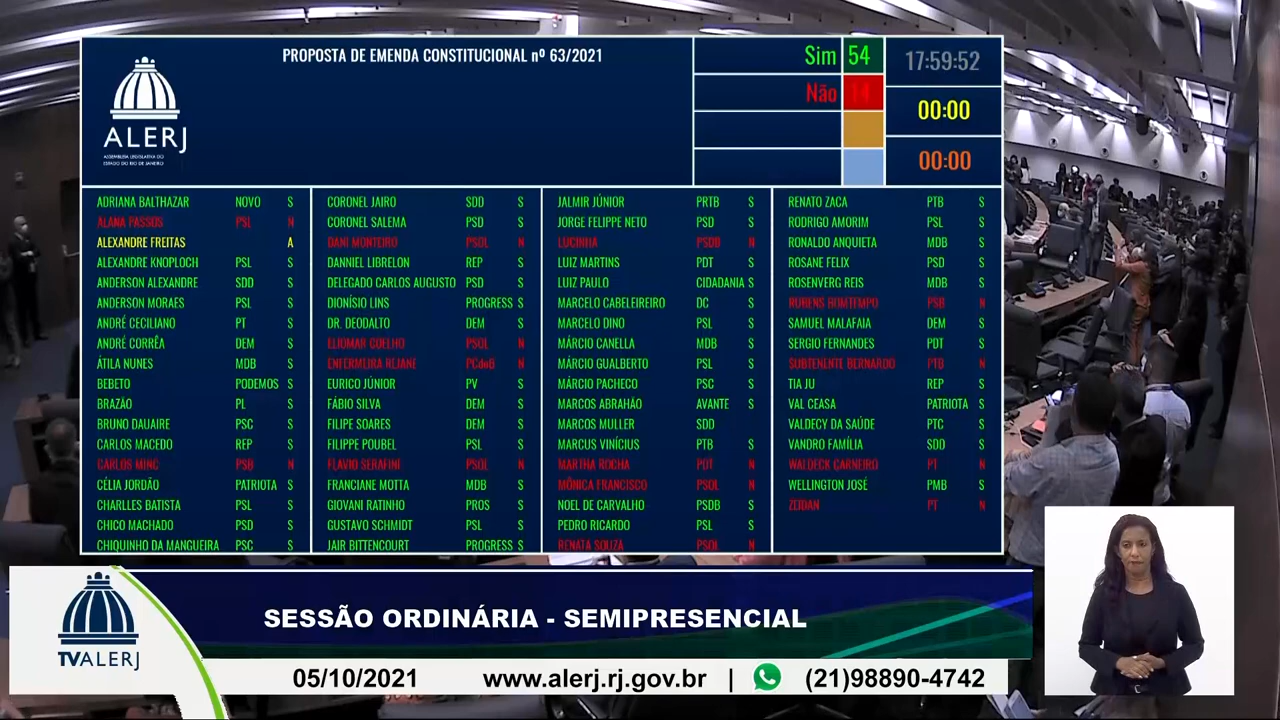 PROPOSTA DE EMENDA CONSTITUCIONAL nº 63/2021
Sim 54
Não 14
17:59:52
00:00
00:00
ALERJ
ASSEMBLEIA LEGISLATIVA DO
ESTADO DO RIO DE JANEIRO
ADRIANA BALTHAZAR NOVO S
ALANA PASSOS PSL N
ALEXANDRE FREITAS A
ALEXANDRE KNOPLOCH PSL S
ANDERSON ALEXANDRE SDD S
ANDERSON MORAES PSL S
ANDRÉ CECILIANO PT S
ANDRÉ CORRÊA DEM S
ÁTILA NUNES MDB S
BEBETO PODEMOS S
BRAZÃO PL S
BRUNO DAUAIRE PSC S
CARLOS MACEDO REP S
CARLOS MINC PSB N
CÉLIA JORDÃO PATRIOTA S
CHARLLES BATISTA PSL S
CHICO MACHADO PSD S
CHIQUINHO DA MANGUEIRA PSC S
CORONEL JAIRO SDD S
CORONEL SALEMA PSD S
DANI MONTEIRO PSOL N
DANNIEL LIBRELON REP S
DELEGADO CARLOS AUGUSTO PSD S
DIONÍSIO LINS PROGRESS S
DR. DEODALTO DEM S
ELIOMAR COELHO PSOL N
ENFERMEIRA REJANE PCdoB N
EURICO JÚNIOR PV S
FÁBIO SILVA DEM S
FILIPE SOARES DEM S
FILIPPE POUBEL PSL S
FLAVIO SERAFINI PSOL N
FRANCIANE MOTTA MDB S
GIOVANI RATINHO PROS S
GUSTAVO SCHMIDT PSL S
JAIR BITTENCOURT PROGRESS S
JALMIR JÚNIOR PRTB S
JORGE FELIPPE NETO PSD S
LUCINHA PSDB N
LUIZ MARTINS PDT S
LUIZ PAULO CIDADANIA S
MARCELO CABELEIREIRO DC S
MARCELO DINO PSL S
MÁRCIO CANELLA MDB S
MÁRCIO GUALBERTO PSL S
MÁRCIO PACHECO PSC S
MARCOS ABRAHÃO AVANTE S
MARCOS MULLER SDD
MARCUS VINÍCIUS PTB S
MARTHA ROCHA PDT N
MÔNICA FRANCISCO PSOL N
NOEL DE CARVALHO PSDB S
PEDRO RICARDO PSL S
RENATA SOUZA PSOL N
RENATO ZACA PTB S
RODRIGO AMORIM PSL S
RONALDO ANQUIETA MDB S
ROSANE FELIX PSD S
ROSENVERG REIS MDB S
RUBENS BOMTEMPO PSB N
SAMUEL MALAFAIA DEM S
SERGIO FERNANDES PDT S
SUBTENENTE BERNARDO PTB N
TIA JU REP S
VAL CEASA PATRIOTA S
VALDECY DA SAÚDE PTC S
VANDRO FAMÍLIA SDD S
WALDECK CARNEIRO PT N
WELLINGTON JOSÉ PMB S
ZEIDAN PT N
SESSÃO ORDINÁRIA - SEMIPRESENCIAL
TVALERJ
05/10/2021 www.alerj.rj.gov.br | (21)98890-4742